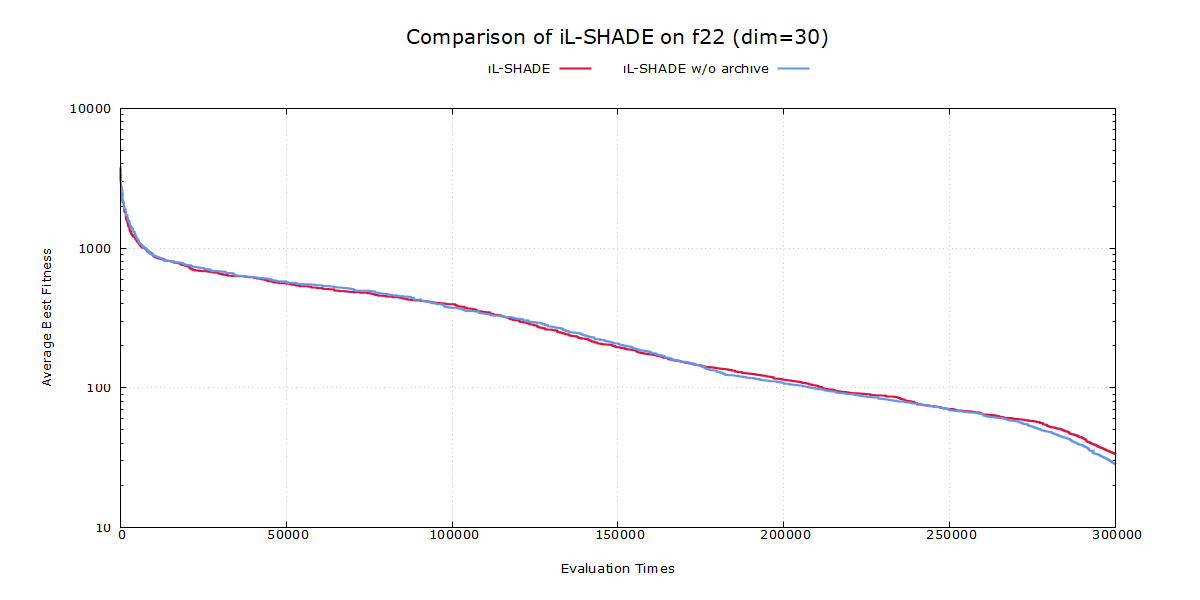 Comparison of iL-SHADE on f22 (dim=30)
iL-SHADE iL-SHADE w/o archive
10000
1000
100
10
Average Best Fitness
0 50000 100000 150000 200000 250000 300000
Evaluation Times